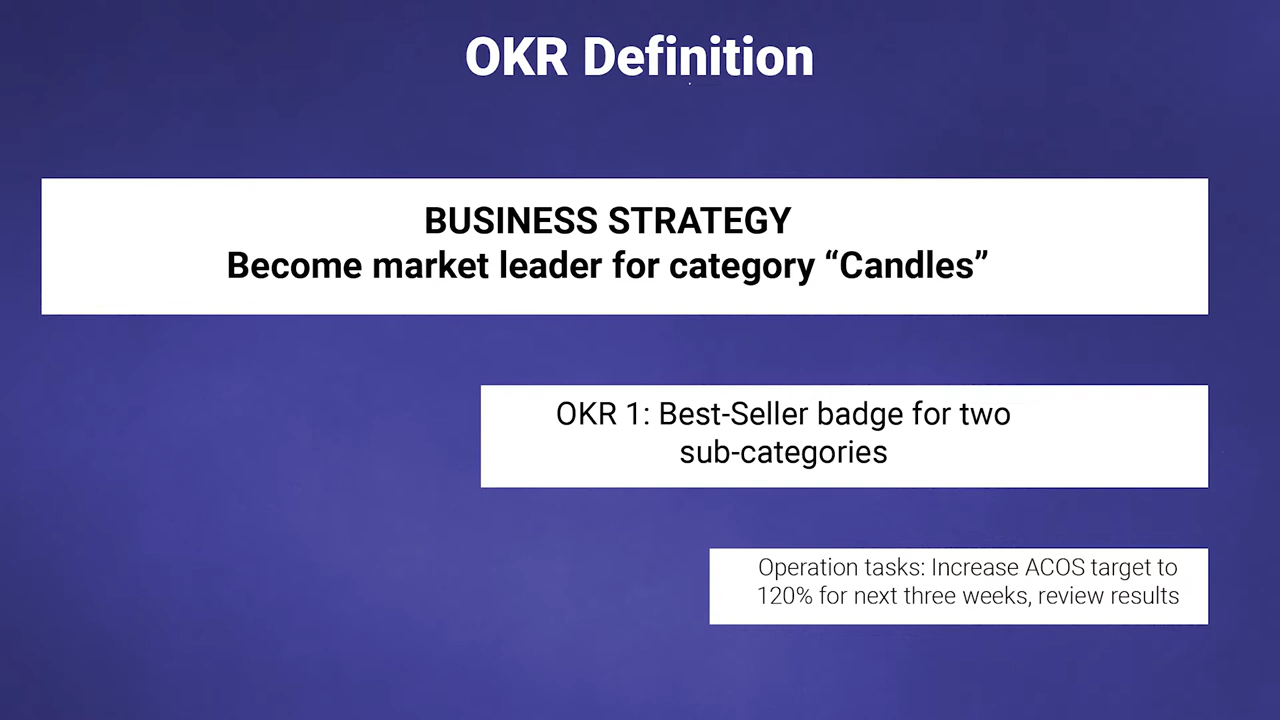 OKR Definition
BUSINESS STRATEGY
Become market leader for category “Candles”
OKR 1: Best-Seller badge for two
sub-categories
Operation tasks: Increase ACOS target to
120% for next three weeks, review results